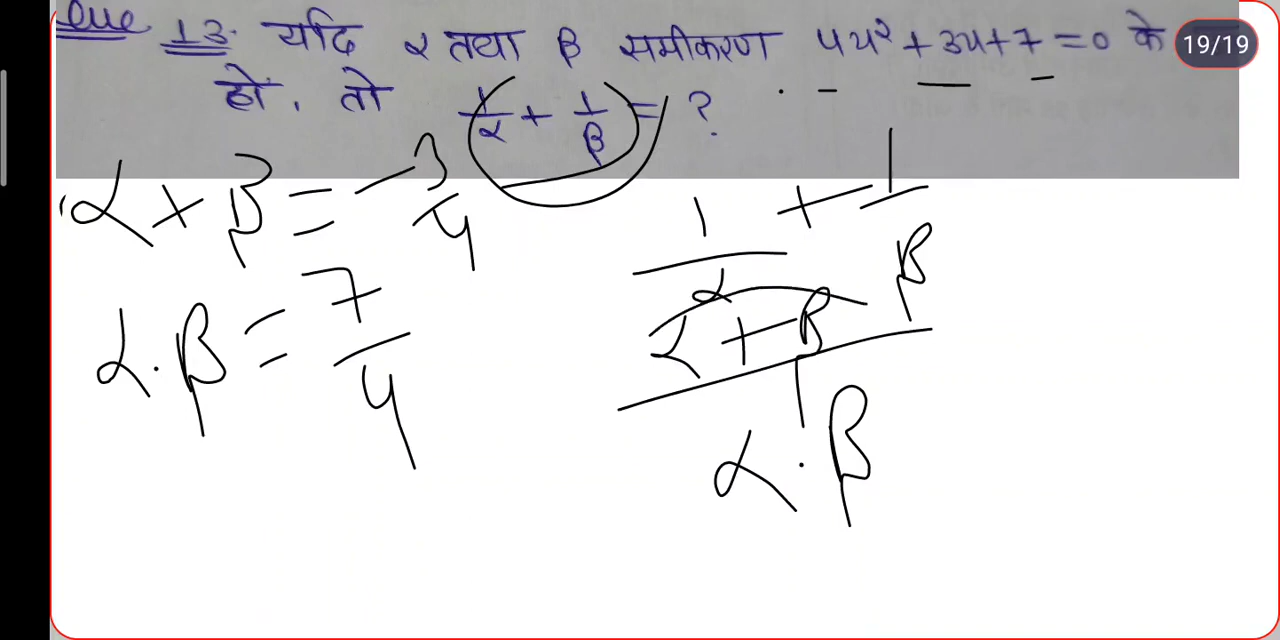 Que 13. यदि α तथा β समीकरण 4x² + 3x + 7 = 0 के
हों, तो 1/α + 1/β = ?
19/19
α + β = -3/4
α . β = 7/4
1/α + 1/β
α + β
α . β